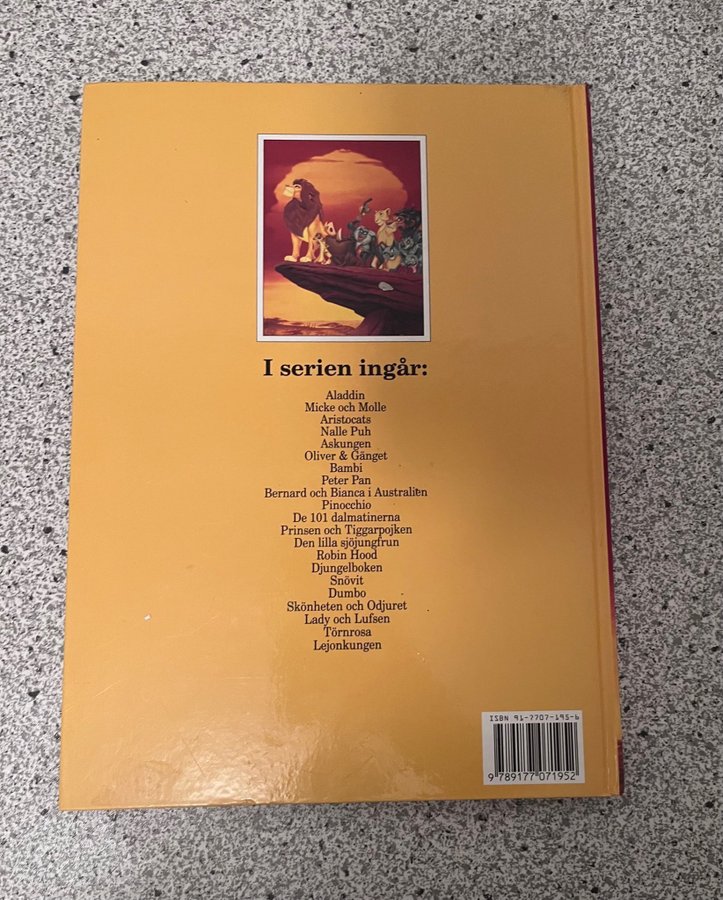 I serien ingår:
Aladdin
Micke och Molle
Aristocats
Nalle Puh
Askungen
Oliver & Gänget
Bambi
Peter Pan
Bernard och Bianca i Australien
Pinocchio
De 101 dalmatinerna
Prinsen och Tiggarpojken
Den lilla sjöjungfrun
Robin Hood
Djungelboken
Snövit
Dumbo
Skönheten och Odjuret
Lady och Lufsen
Törnrosa
Lejonkungen
ISBN 91-7707-195-6
9 789177 071952